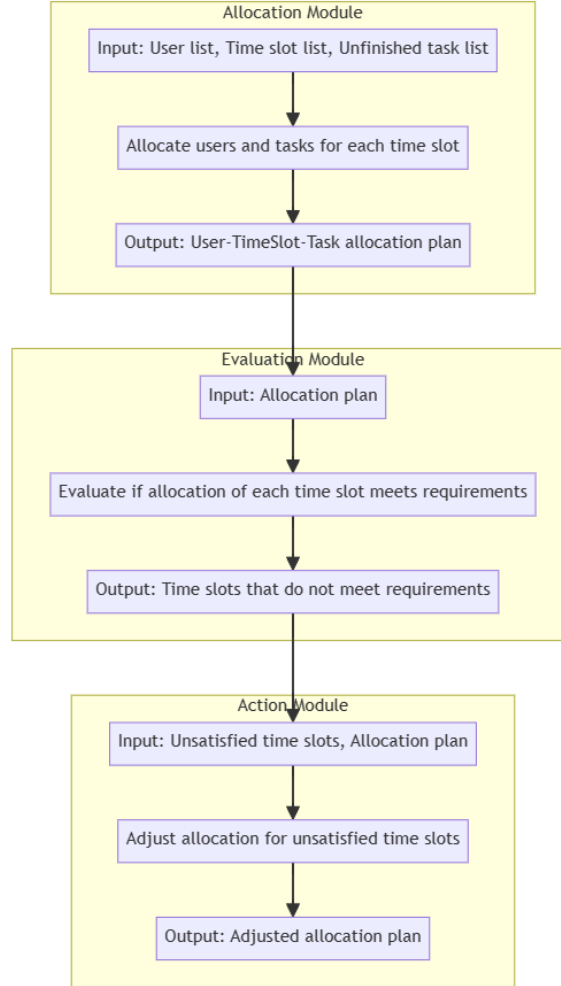 Allocation Module
Input: User list, Time slot list, Unfinished task list
Allocate users and tasks for each time slot
Output: User-TimeSlot-Task allocation plan
Evaluation Module
Input: Allocation plan
Evaluate if allocation of each time slot meets requirements
Output: Time slots that do not meet requirements
Action Module
Input: Unsatisfied time slots, Allocation plan
Adjust allocation for unsatisfied time slots
Output: Adjusted allocation plan